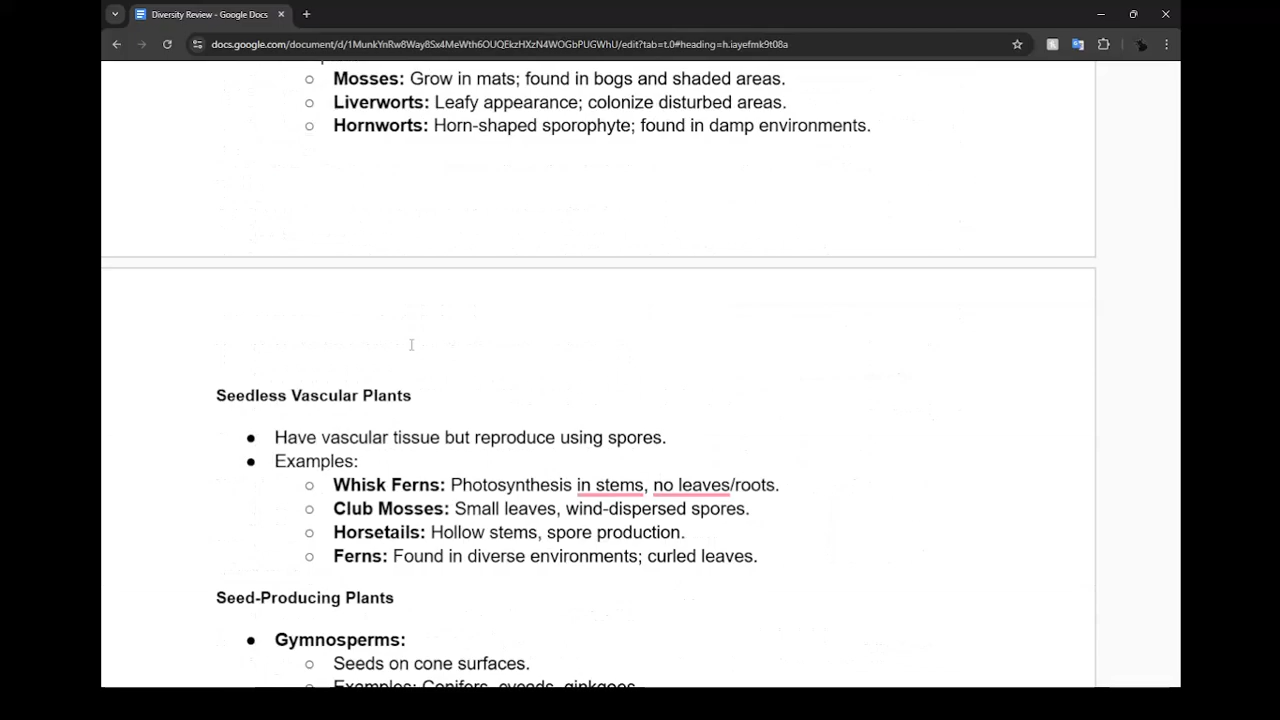 Diversity Review - Google Docs
docs.google.com/document/d/1MunkYnRw8Way8Sx4MeWth6OUQEkzHXzN4WOGbPUGWhU/edit?tab=t.0#heading=h.iayefmk9t08a
Mosses: Grow in mats; found in bogs and shaded areas.
Liverworts: Leafy appearance; colonize disturbed areas.
Hornworts: Horn-shaped sporophyte; found in damp environments.
Seedless Vascular Plants
Have vascular tissue but reproduce using spores.
Examples:
Whisk Ferns: Photosynthesis in stems, no leaves/roots.
Club Mosses: Small leaves, wind-dispersed spores.
Horsetails: Hollow stems, spore production.
Ferns: Found in diverse environments; curled leaves.
Seed-Producing Plants
Gymnosperms:
Seeds on cone surfaces.
Examples: Conifers, cycads, ginkgoes